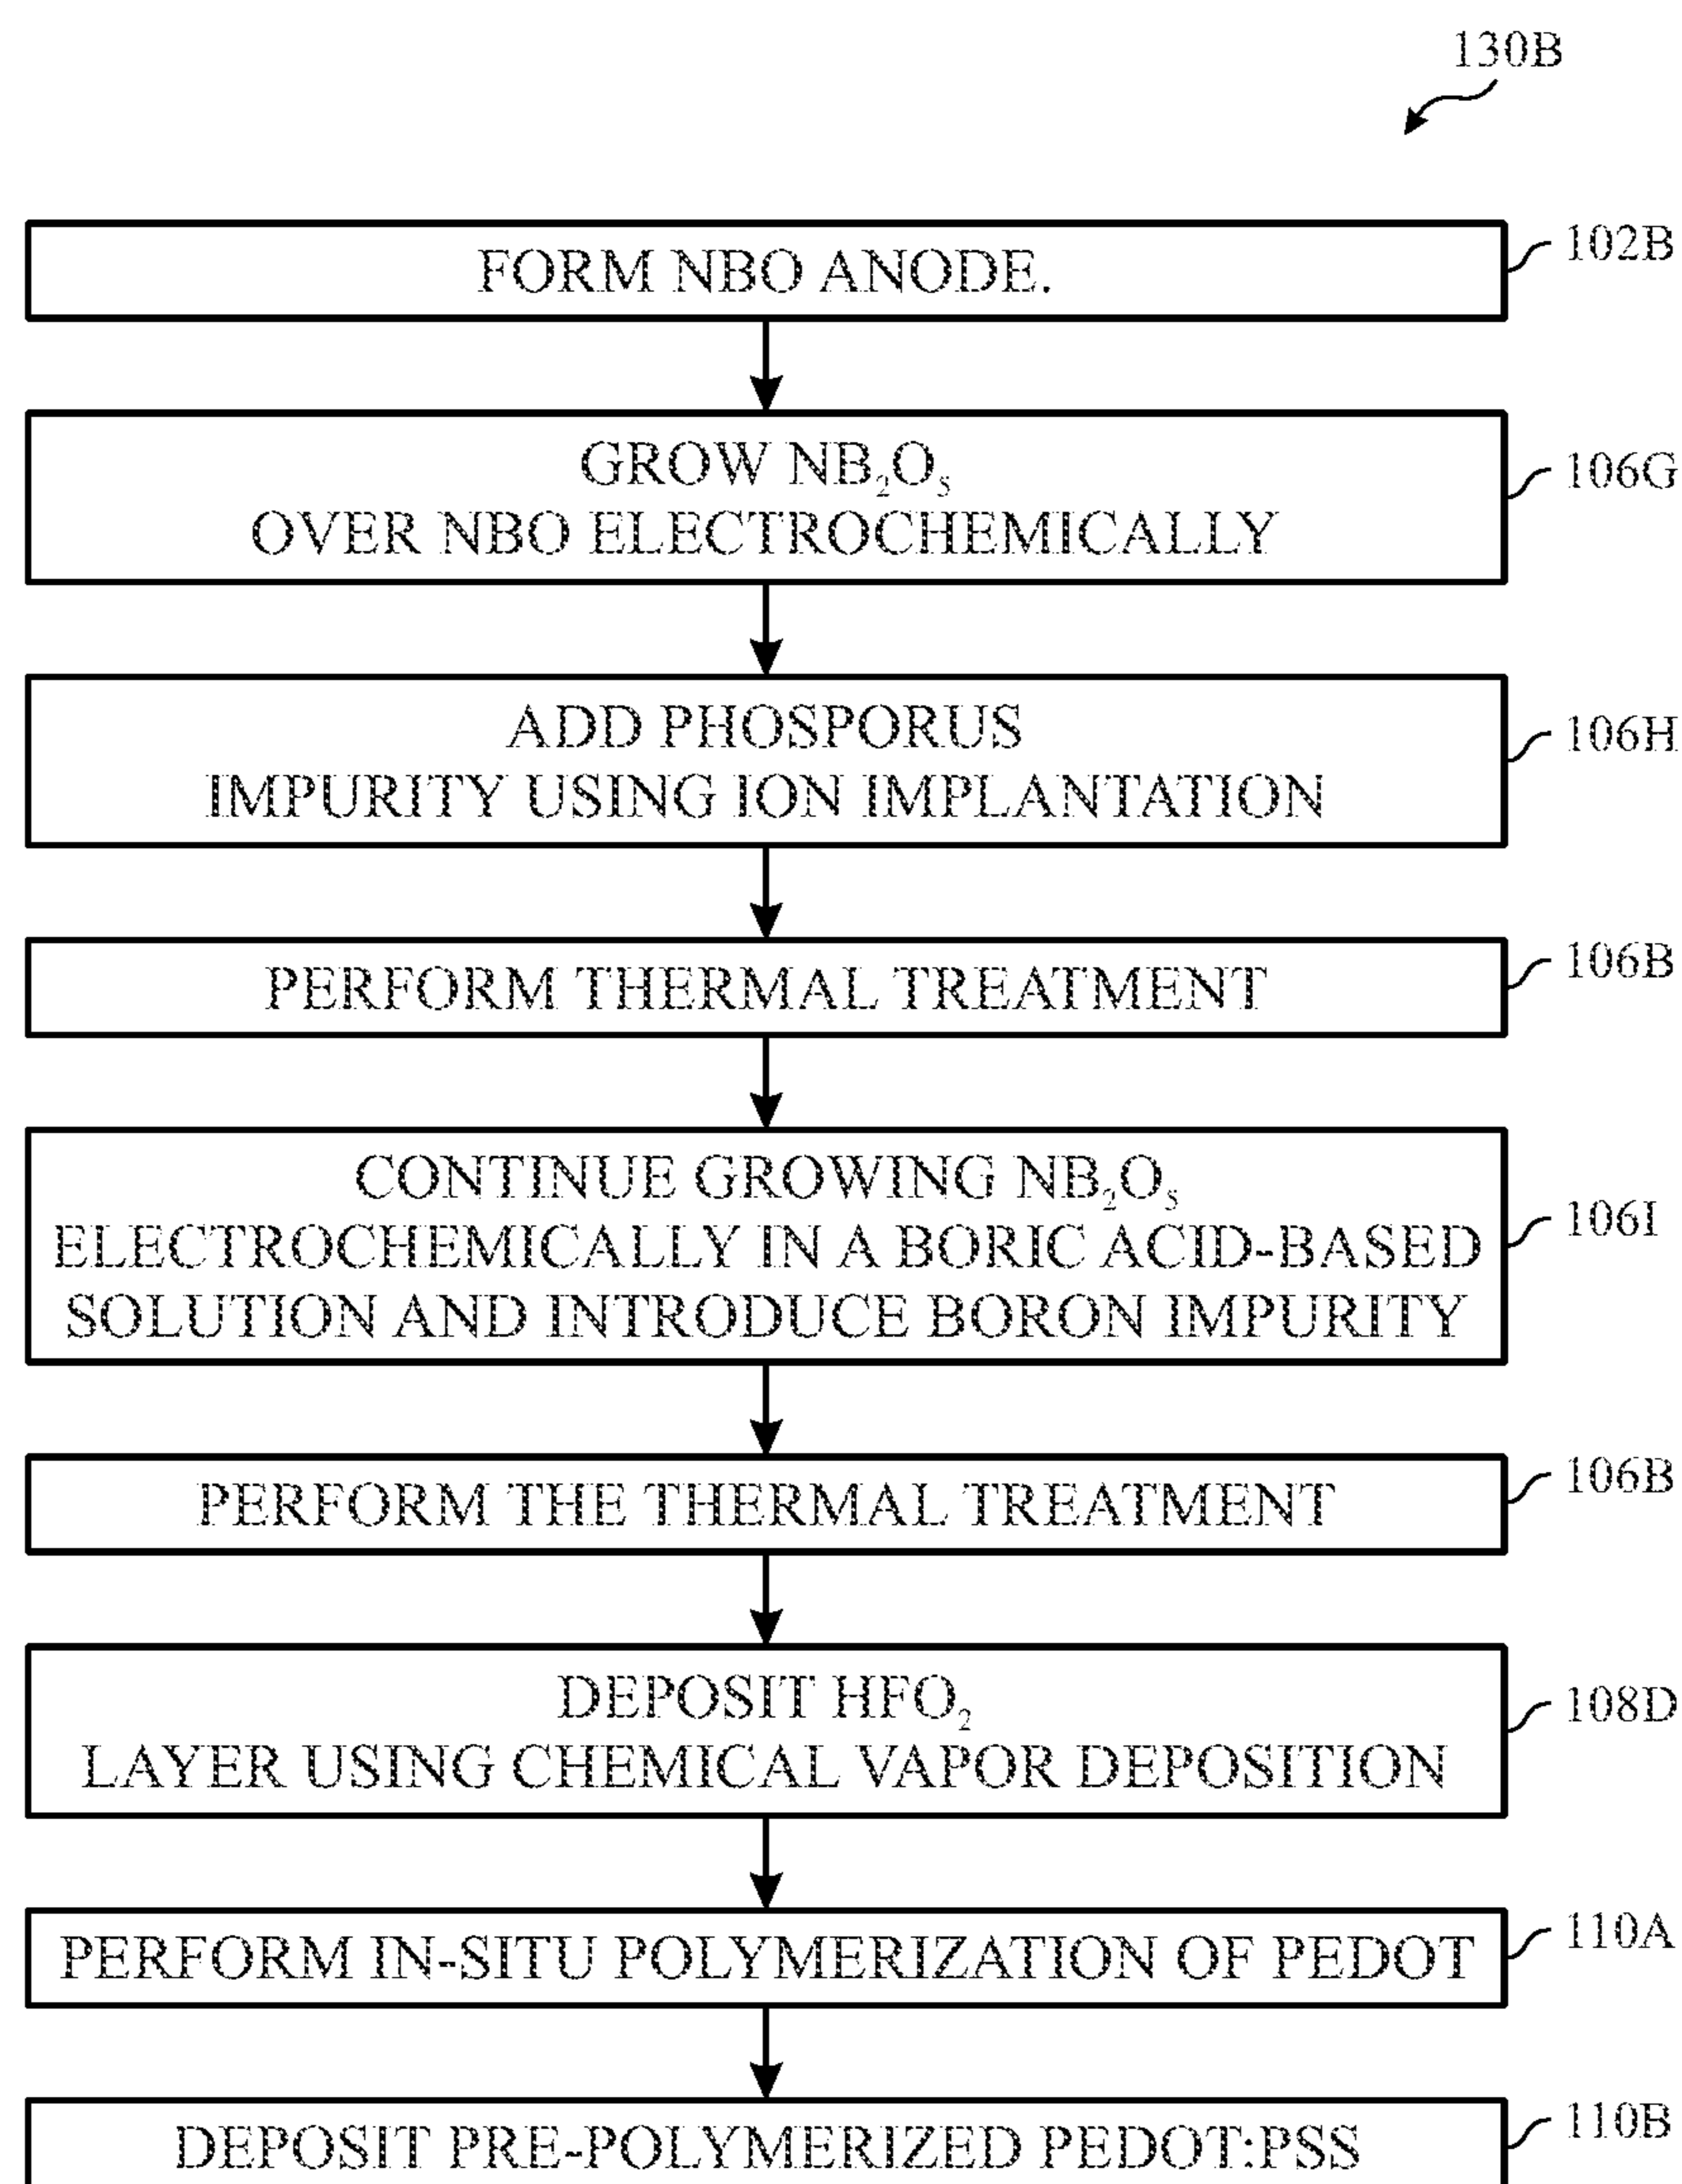 130B
FORM NBO ANODE.
102B
GROW NB₂O₅
OVER NBO ELECTROCHEMICALLY
106G
ADD PHOSPORUS
IMPURITY USING ION IMPLANTATION
106H
PERFORM THERMAL TREATMENT
106B
CONTINUE GROWING NB₂O₅
ELECTROCHEMICALLY IN A BORIC ACID-BASED
SOLUTION AND INTRODUCE BORON IMPURITY
106I
PERFORM THE THERMAL TREATMENT
106B
DEPOSIT HFO₂
LAYER USING CHEMICAL VAPOR DEPOSITION
108D
PERFORM IN-SITU POLYMERIZATION OF PEDOT
110A
DEPOSIT PRE-POLYMERIZED PEDOT:PSS
110B